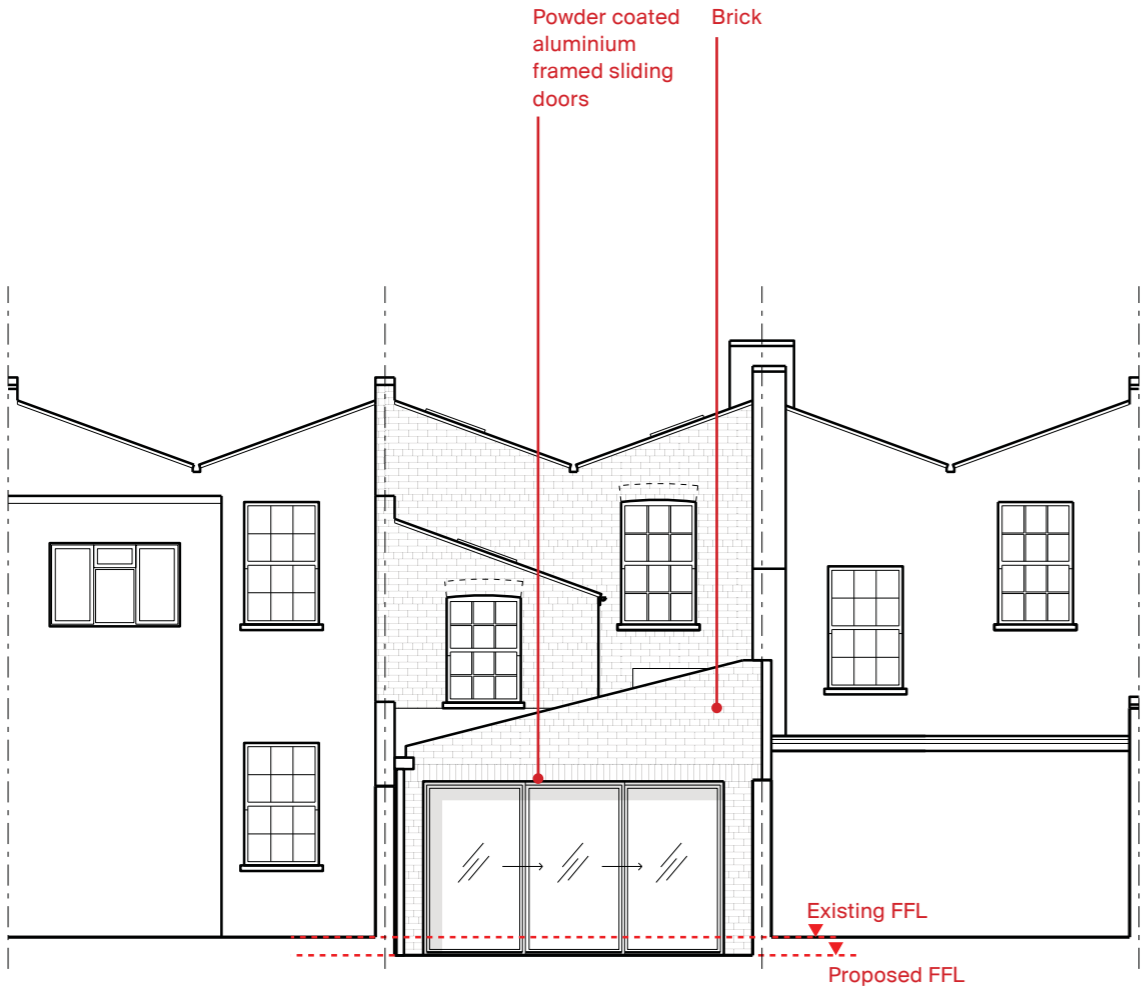 Powder coated
aluminium
framed sliding
doors
Brick
Existing FFL
Proposed FFL